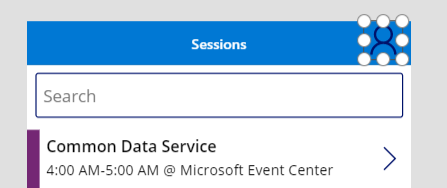 Sessions
Search
Common Data Service
4:00 AM-5:00 AM @ Microsoft Event Center